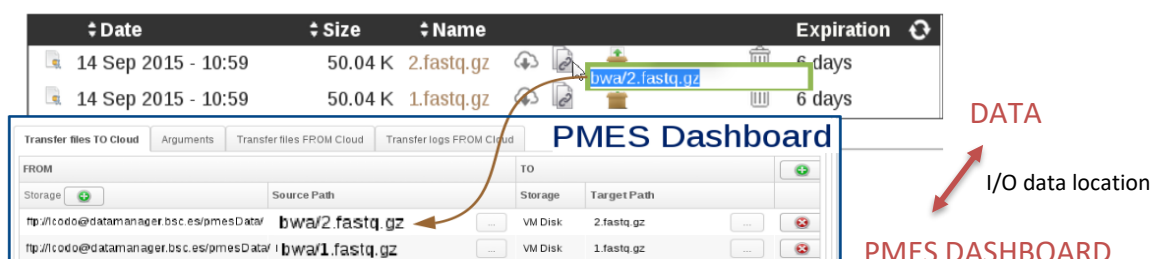 Date Size Name Expiration
14 Sep 2015 - 10:59 50.04 K 2.fastq.gz 6 days
bwa/2.fastq.gz
14 Sep 2015 - 10:59 50.04 K 1.fastq.gz 6 days
DATA
I/O data location
PMES DASHBOARD
PMES Dashboard
Transfer files TO Cloud Arguments Transfer files FROM Cloud Transfer logs FROM Cloud
FROM TO
Storage Source Path Storage Target Path
ftp://lcodo@datamanager.bsc.es/pmesData/ bwa/2.fastq.gz ... VM Disk 2.fastq.gz ...
ftp://lcodo@datamanager.bsc.es/pmesData/ bwa/1.fastq.gz ... VM Disk 1.fastq.gz ...